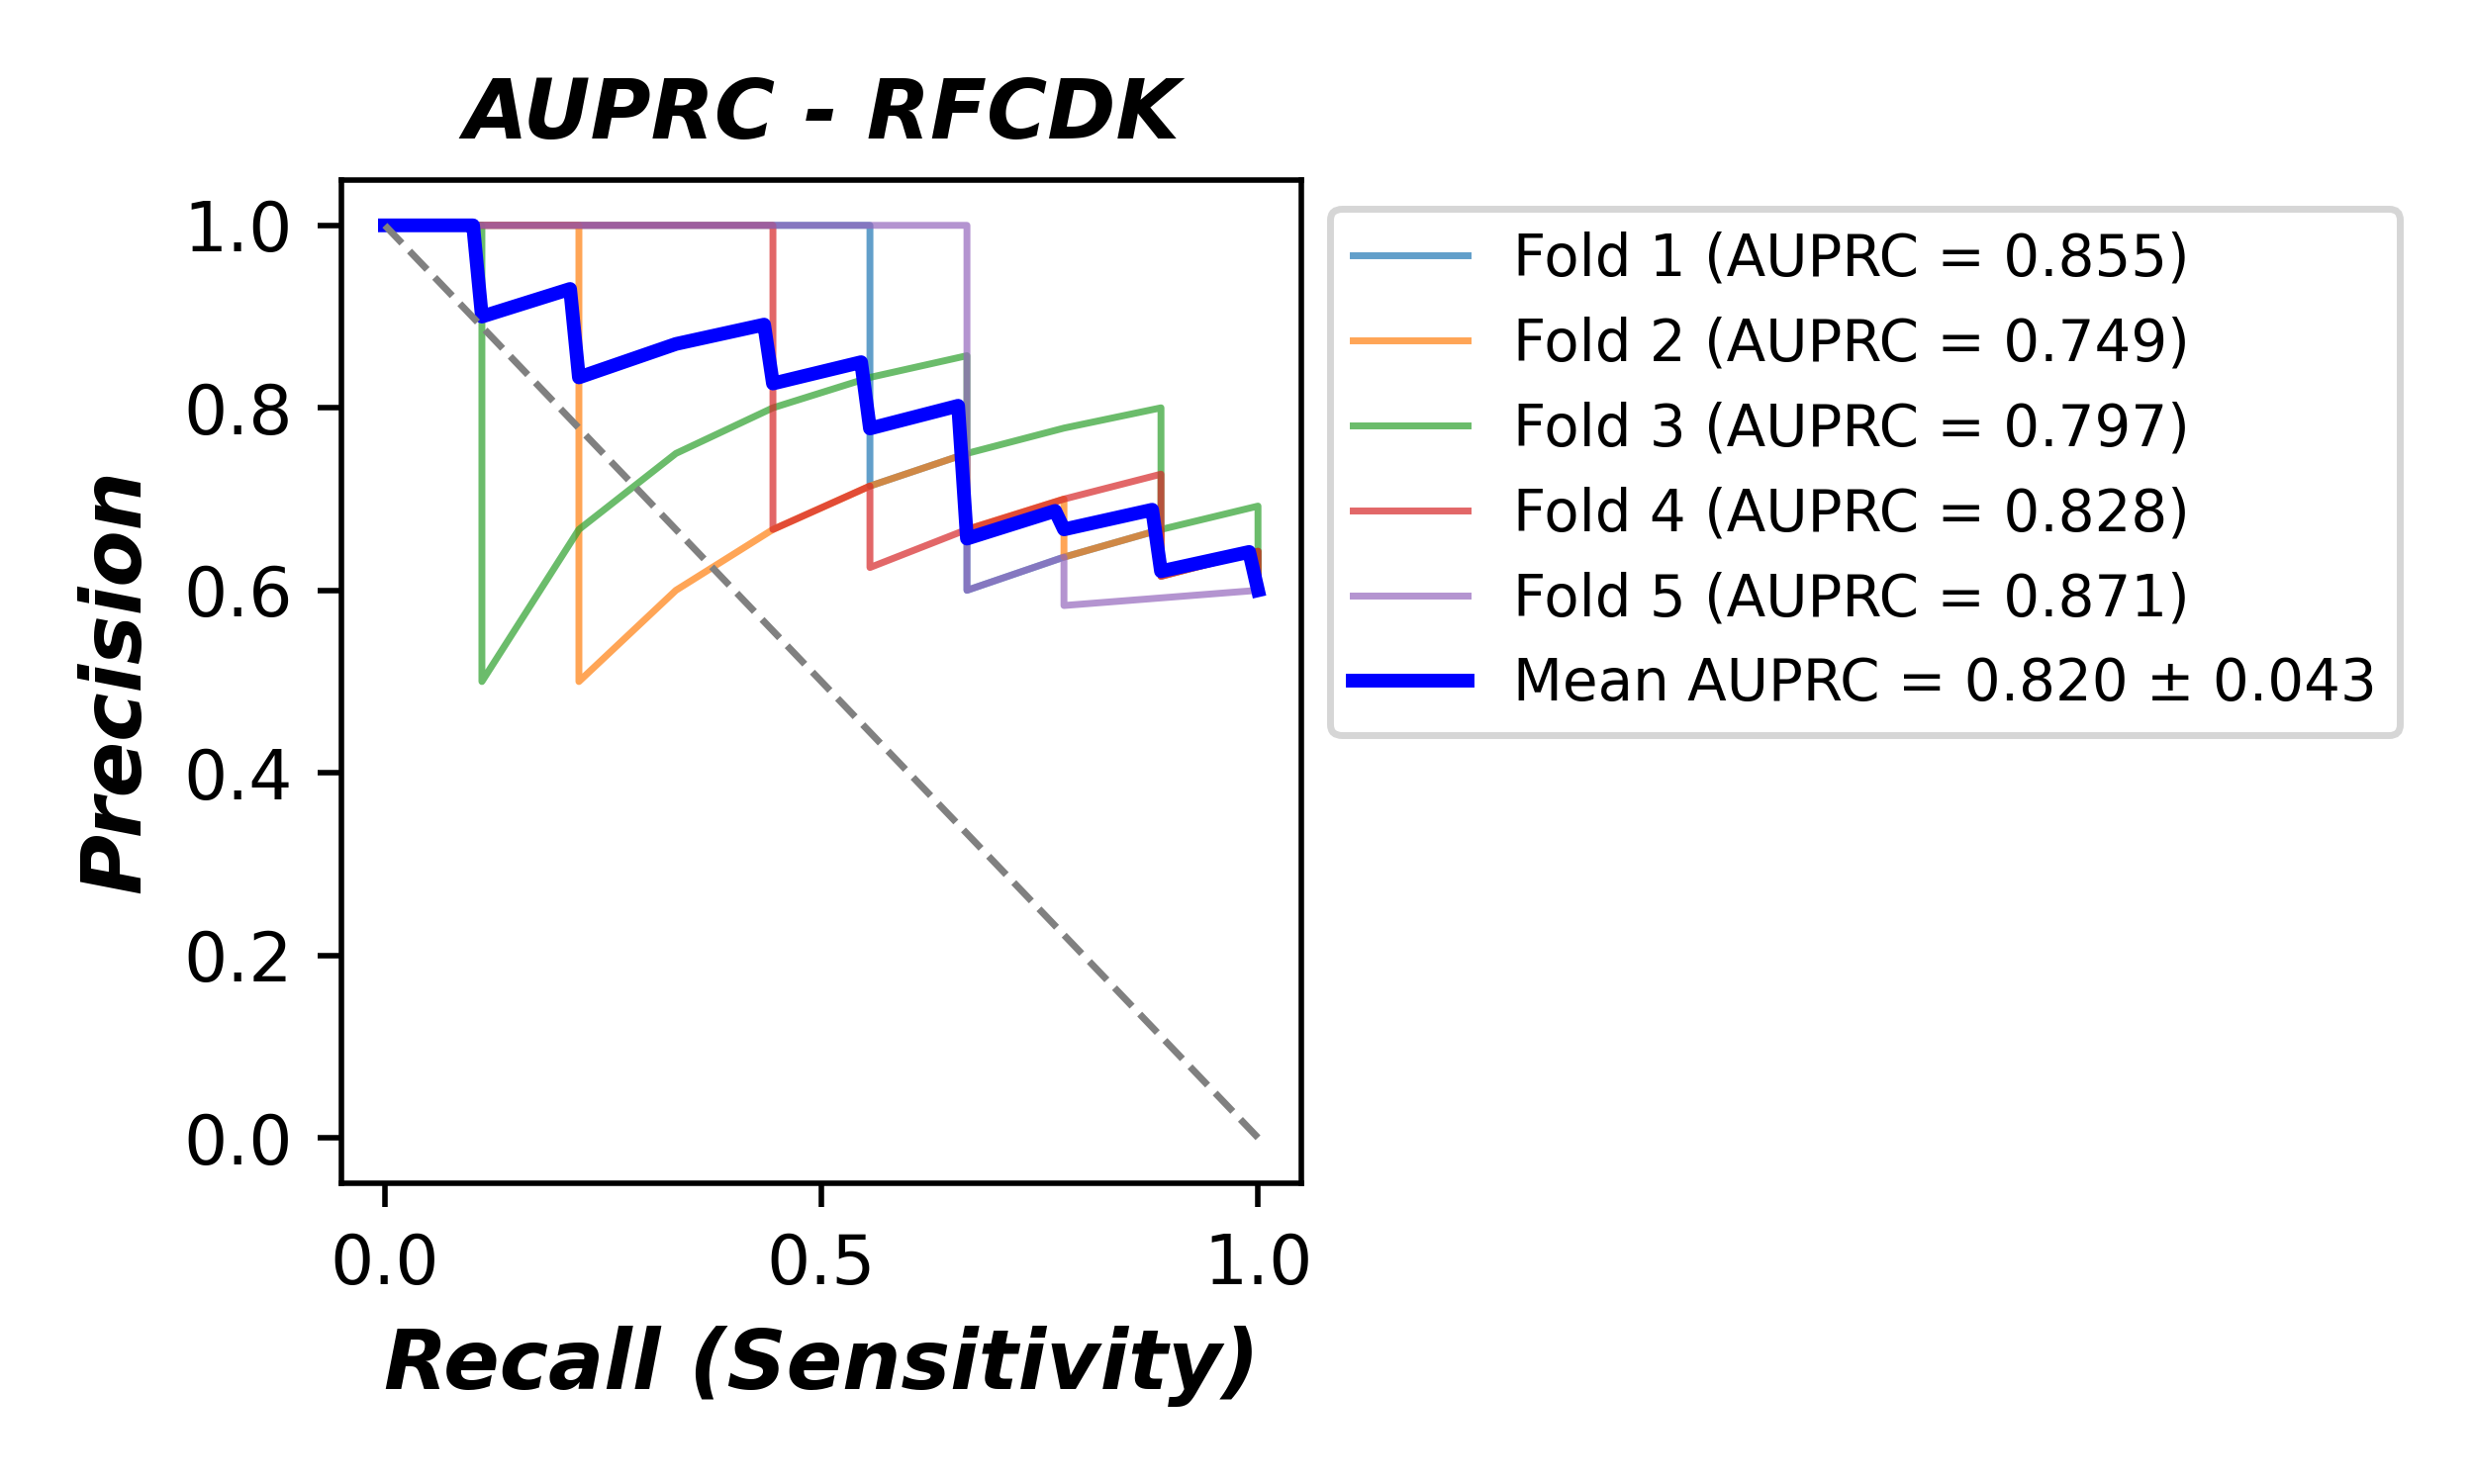 AUPRC - RFCDK
Precision
1.0
0.8
0.6
0.4
0.2
0.0
0.0 0.5 1.0
Recall (Sensitivity)
Fold 1 (AUPRC = 0.855)
Fold 2 (AUPRC = 0.749)
Fold 3 (AUPRC = 0.797)
Fold 4 (AUPRC = 0.828)
Fold 5 (AUPRC = 0.871)
Mean AUPRC = 0.820 ± 0.043